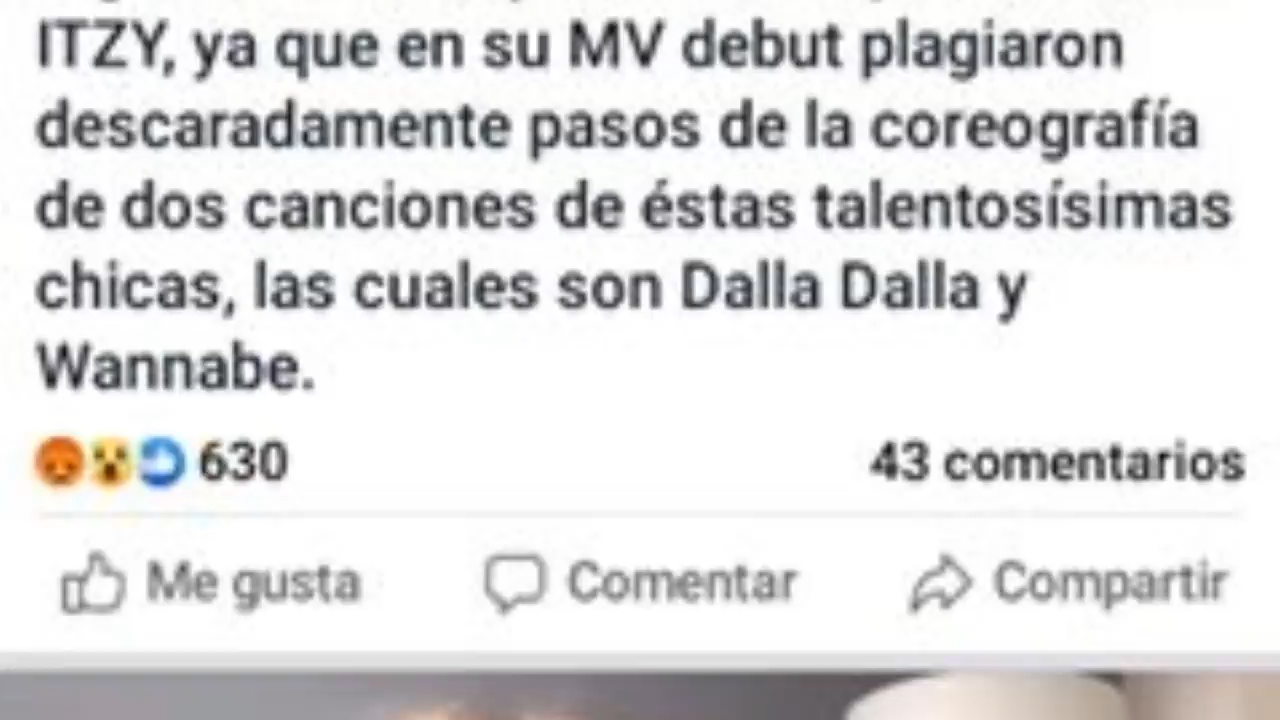 ITZY, ya que en su MV debut plagiaron
descaradamente pasos de la coreografía
de dos canciones de éstas talentosísimas
chicas, las cuales son Dalla Dalla y
Wannabe.
630 43 comentarios
Me gusta Comentar Compartir